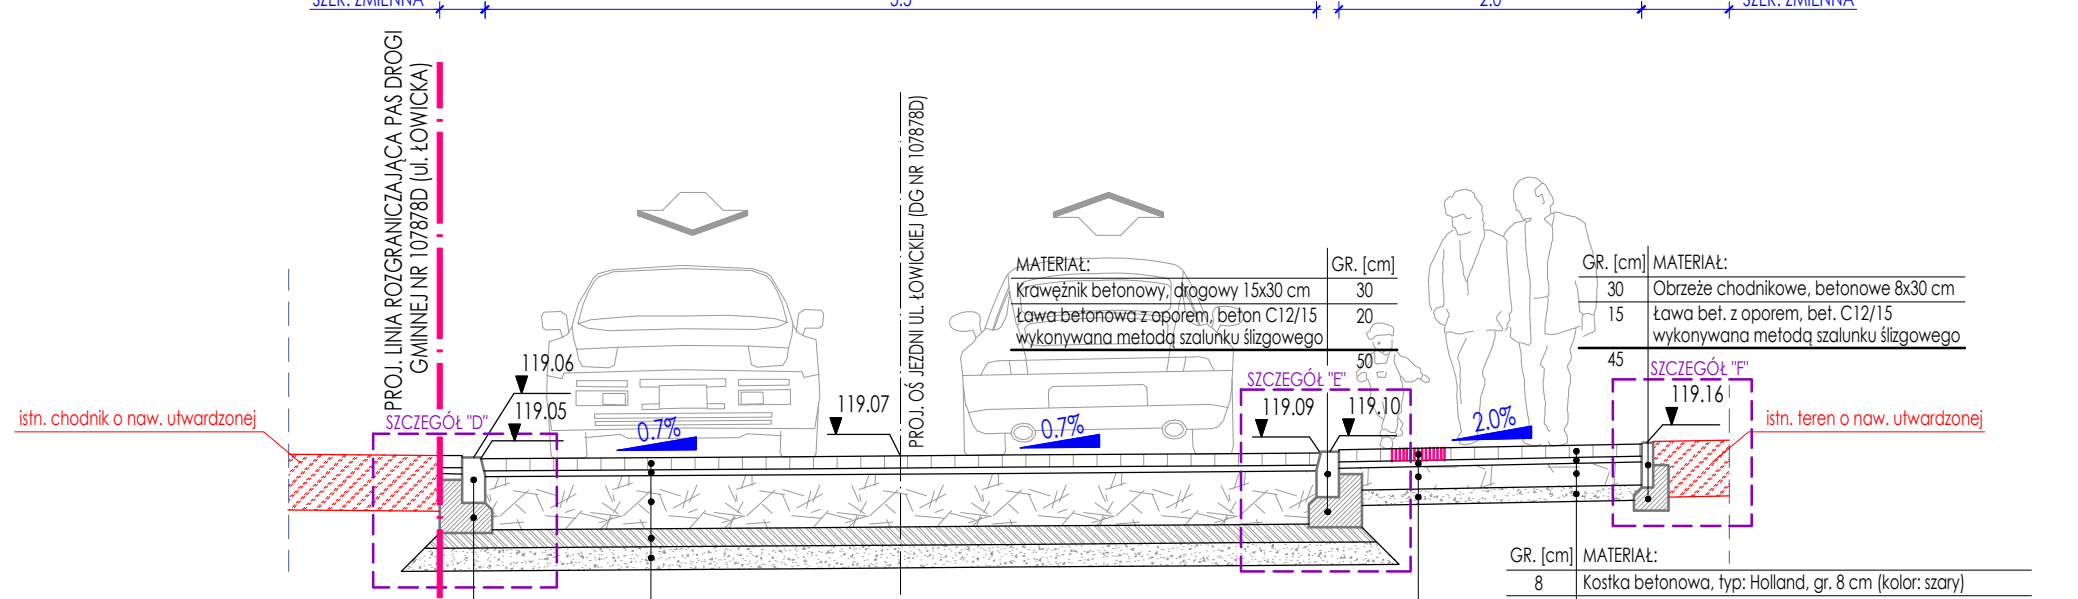 SZER. ZMIENNA
5.5
2.0
SZER. ZMIENNA
PROJ. LINIA ROZGRANICZAJĄCA PAS DROGI
GMINNEJ NR 107878D (ul. ŁOWICKA)
PROJ. OŚ JEZDNI UL. ŁOWICKIEJ (DG NR 107878D)
MATERIAŁ: GR. [cm]
Krawężnik betonowy, drogowy 15x30 cm 30
Ława betonowa z oporem, beton C12/15 20
wykonywana metodą szalunku ślizgowego
50
GR. [cm] MATERIAŁ:
30 Obrzeże chodnikowe, betonowe 8x30 cm
15 Ława bet. z oporem, bet. C12/15
wykonywana metodą szalunku ślizgowego
45
119.06
119.05
SZCZEGÓŁ "D"
istn. chodnik o naw. utwardzonej
0.7%
119.07
0.7%
SZCZEGÓŁ "E"
119.09
119.10
2.0%
SZCZEGÓŁ "F"
119.16
istn. teren o naw. utwardzonej
GR. [cm] MATERIAŁ:
8 Kostka betonowa, typ: Holland, gr. 8 cm (kolor: szary)